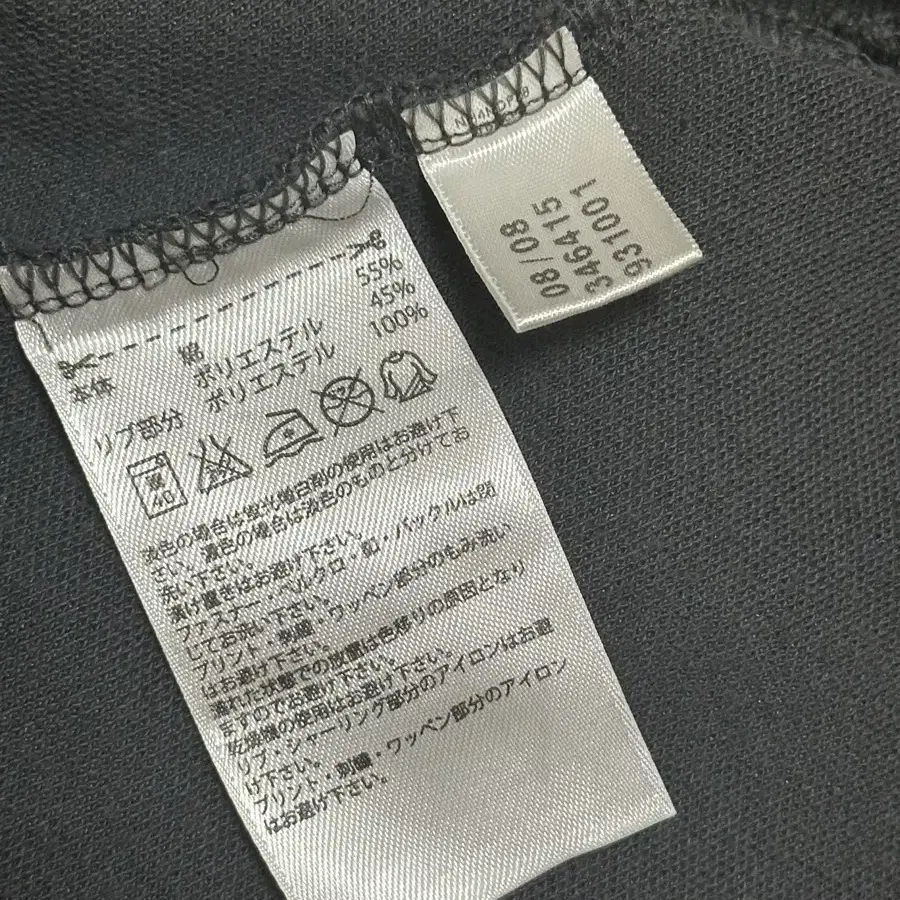 08/08
346415
931001
本体 綿 55%
ポリエステル 45%
リブ部分 ポリエステル 100%
弱
40
淡色の場合は蛍光増白剤の使用はお避け下
さい。濃色の場合は淡色のものと分けてお
洗い下さい。
漬け置きはお避け下さい。
ファスナー・ベルクロ・釦・バックルは閉
じてお洗い下さい。
プリント・刺繍・ワッペン部分のもみ洗い
はお避け下さい。
濡れた状態での放置は色移りの原因となり
ますのでお避け下さい。
乾燥機の使用はお避け下さい。
リブ・シャーリング部分のアイロンはお避
け下さい。
プリント・刺繍・ワッペン部分のアイロン
はお避け下さい。